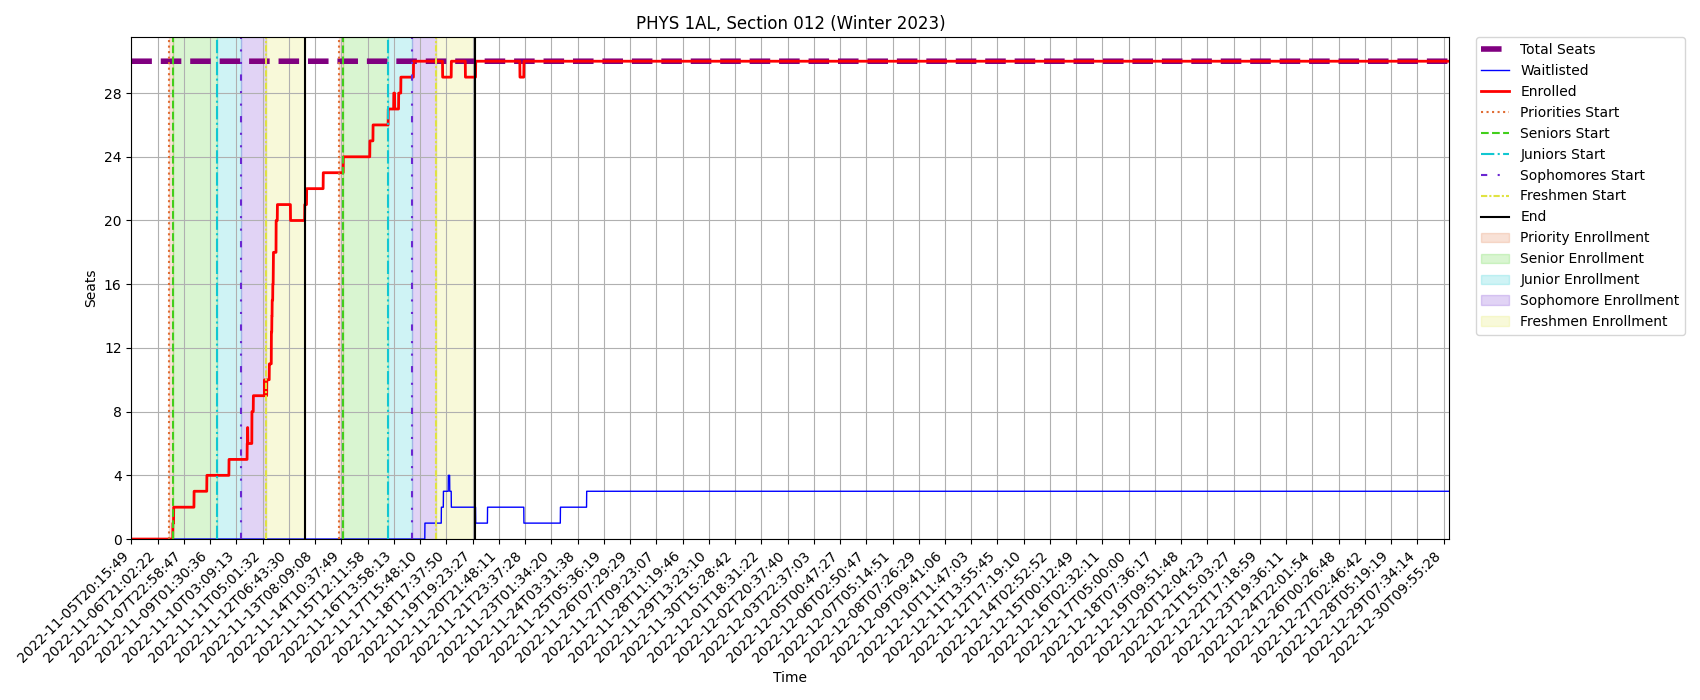 PHYS 1AL, Section 012 (Winter 2023)
Total Seats
Waitlisted
Enrolled
Priorities Start
Seniors Start
Juniors Start
Sophomores Start
Freshmen Start
End
Priority Enrollment
Senior Enrollment
Junior Enrollment
Sophomore Enrollment
Freshmen Enrollment
Seats
28
24
20
16
12
8
4
0
2022-11-05T20:15:49
2022-11-06T21:02:22
2022-11-07T22:58:47
2022-11-09T01:30:36
2022-11-10T03:09:13
2022-11-11T05:01:32
2022-11-12T06:43:30
2022-11-13T08:09:08
2022-11-14T10:37:49
2022-11-15T12:11:58
2022-11-16T13:58:13
2022-11-17T15:48:10
2022-11-18T17:37:50
2022-11-19T19:23:27
2022-11-20T21:48:11
2022-11-21T23:37:28
2022-11-23T01:34:20
2022-11-24T03:31:38
2022-11-25T05:36:19
2022-11-26T07:29:29
2022-11-27T09:23:07
2022-11-28T11:19:46
2022-11-29T13:23:10
2022-11-30T15:28:42
2022-12-01T18:31:22
2022-12-02T20:37:40
2022-12-03T22:37:03
2022-12-05T00:47:27
2022-12-06T02:50:47
2022-12-07T05:14:51
2022-12-08T07:26:29
2022-12-09T09:41:06
2022-12-10T11:47:03
2022-12-11T13:55:45
2022-12-12T17:19:10
2022-12-14T02:52:52
2022-12-15T00:12:49
2022-12-16T02:32:11
2022-12-17T05:00:00
2022-12-18T07:36:17
2022-12-19T09:51:48
2022-12-20T12:04:23
2022-12-21T15:03:27
2022-12-22T17:18:59
2022-12-23T19:36:11
2022-12-24T22:01:54
2022-12-26T00:26:48
2022-12-27T02:46:42
2022-12-28T05:19:19
2022-12-29T07:34:14
2022-12-30T09:55:28
Time